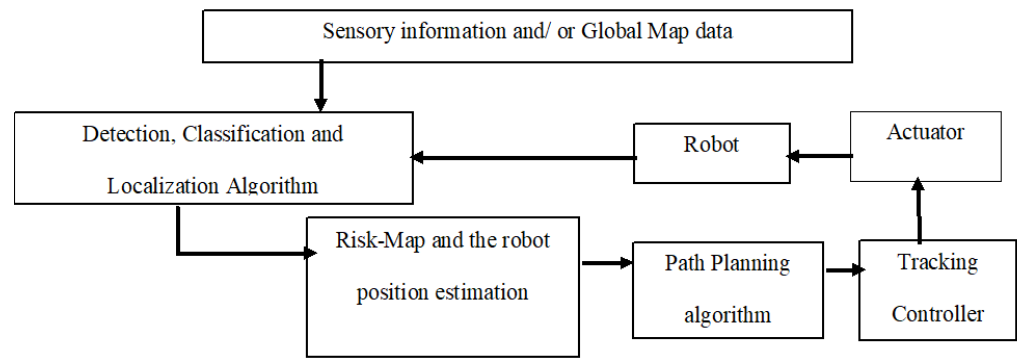 Sensory information and/ or Global Map data
Detection, Classification and
Localization Algorithm
Robot
Actuator
Risk-Map and the robot
position estimation
Path Planning
algorithm
Tracking
Controller